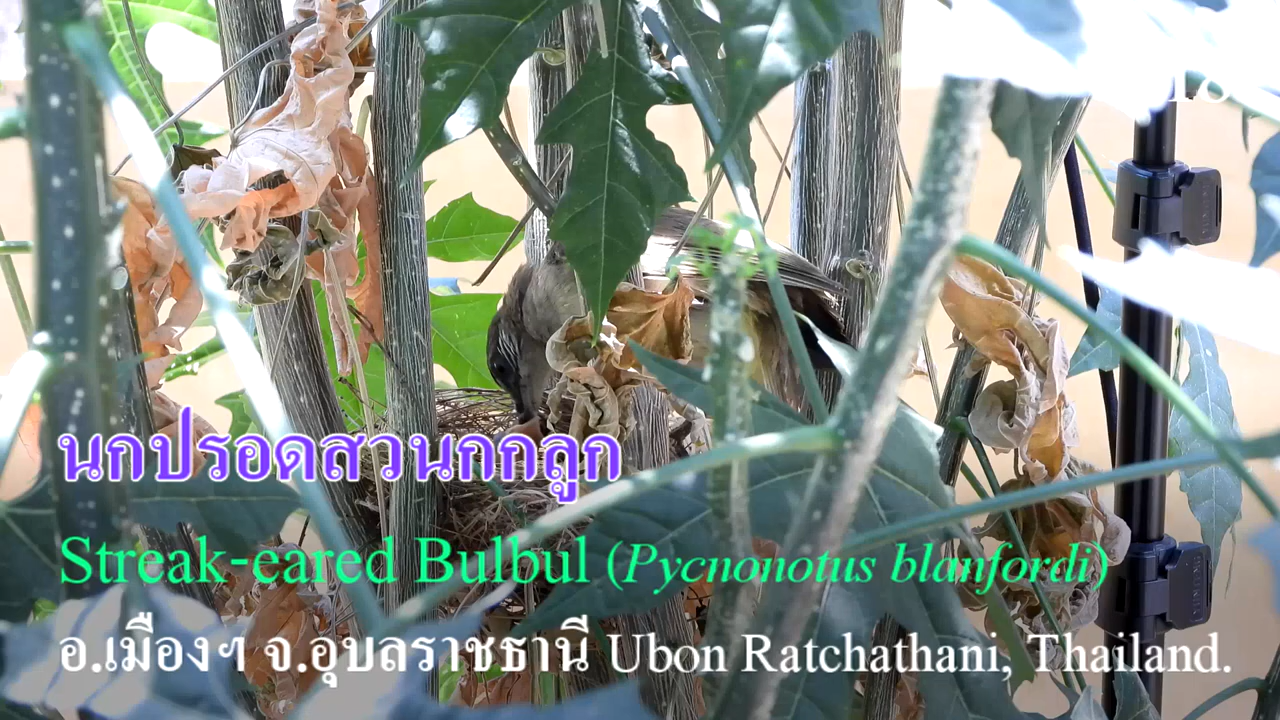 นกปรอดสวนกกลูก
Streak-eared Bulbul (Pycnonotus blanfordi)
อ.เมืองฯ จ.อุบลราชธานี Ubon Ratchathani, Thailand.